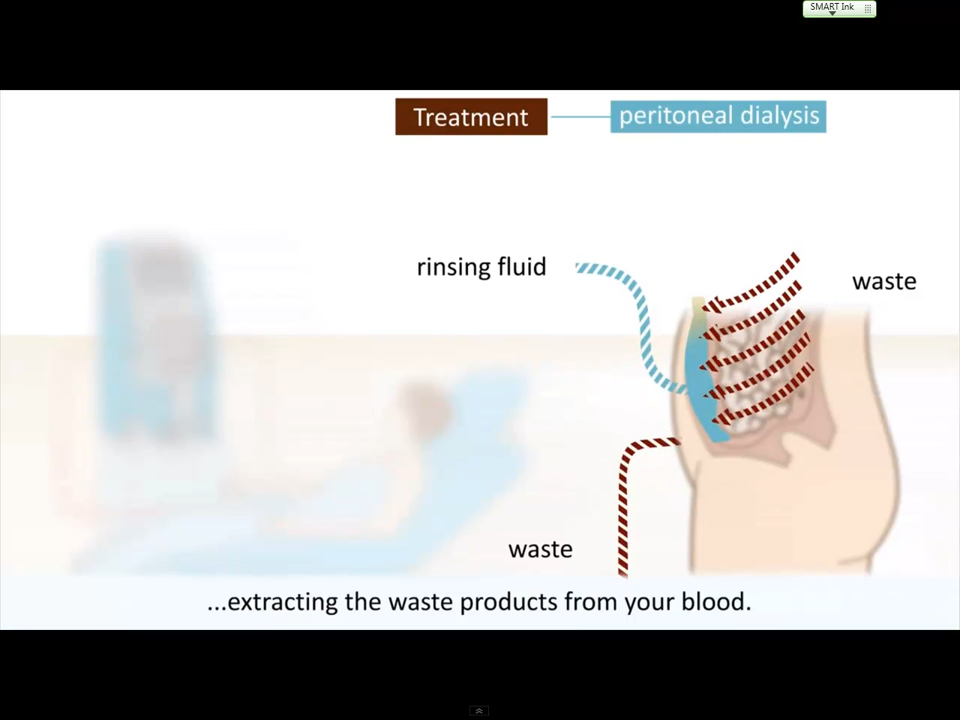 SMART Ink
Treatment
peritoneal dialysis
rinsing fluid
waste
waste
...extracting the waste products from your blood.